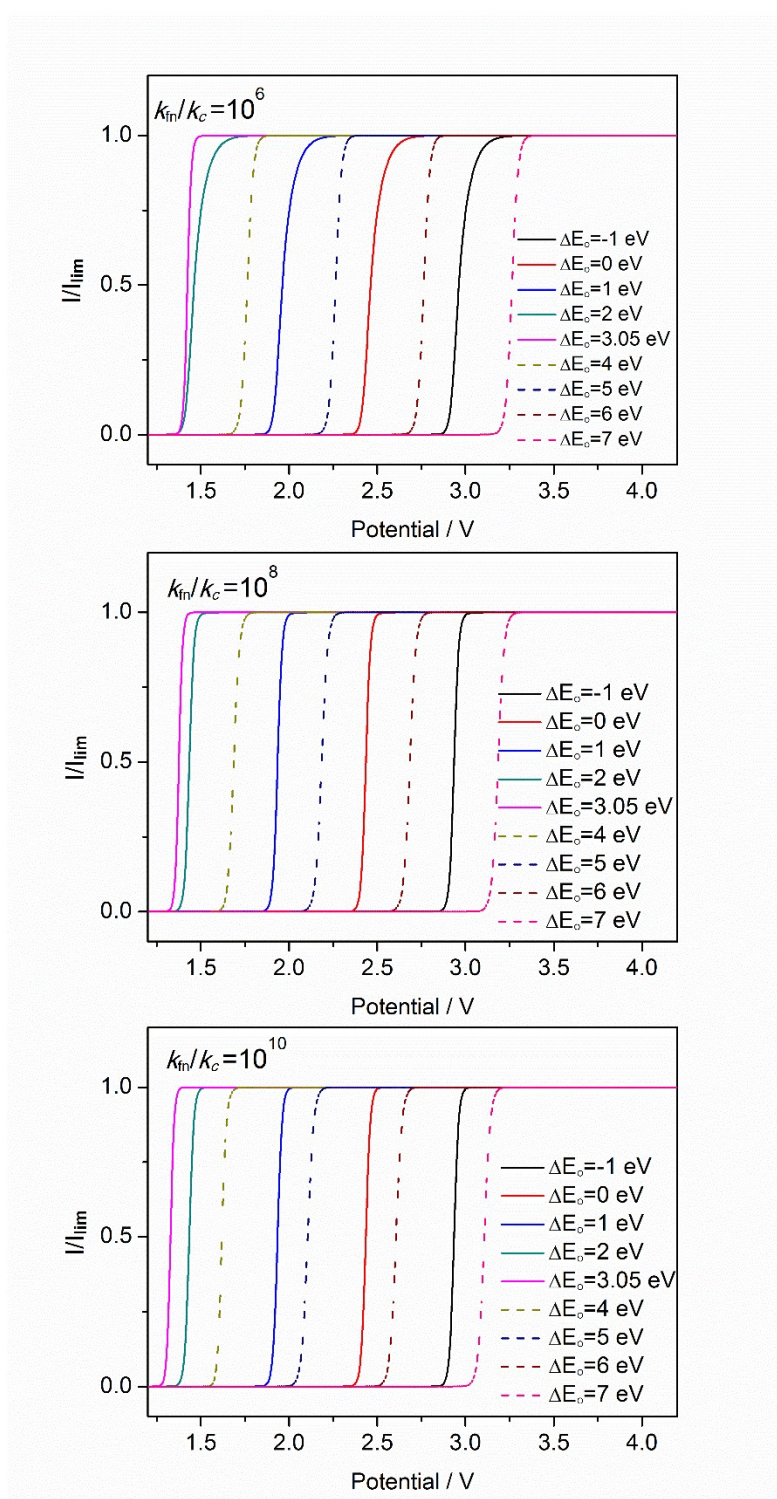 k_fn/k_c=10^6
1.0
0.5
0.0
I/I_lim
ΔE_o=-1 eV
ΔE_o=0 eV
ΔE_o=1 eV
ΔE_o=2 eV
ΔE_o=3.05 eV
ΔE_o=4 eV
ΔE_o=5 eV
ΔE_o=6 eV
ΔE_o=7 eV
1.5 2.0 2.5 3.0 3.5 4.0
Potential / V
k_fn/k_c=10^8
1.0
0.5
0.0
I/I_lim
ΔE_o=-1 eV
ΔE_o=0 eV
ΔE_o=1 eV
ΔE_o=2 eV
ΔE_o=3.05 eV
ΔE_o=4 eV
ΔE_o=5 eV
ΔE_o=6 eV
ΔE_o=7 eV
1.5 2.0 2.5 3.0 3.5 4.0
Potential / V
k_fn/k_c=10^10
1.0
0.5
0.0
I/I_lim
ΔE_o=-1 eV
ΔE_o=0 eV
ΔE_o=1 eV
ΔE_o=2 eV
ΔE_o=3.05 eV
ΔE_o=4 eV
ΔE_o=5 eV
ΔE_o=6 eV
ΔE_o=7 eV
1.5 2.0 2.5 3.0 3.5 4.0
Potential / V